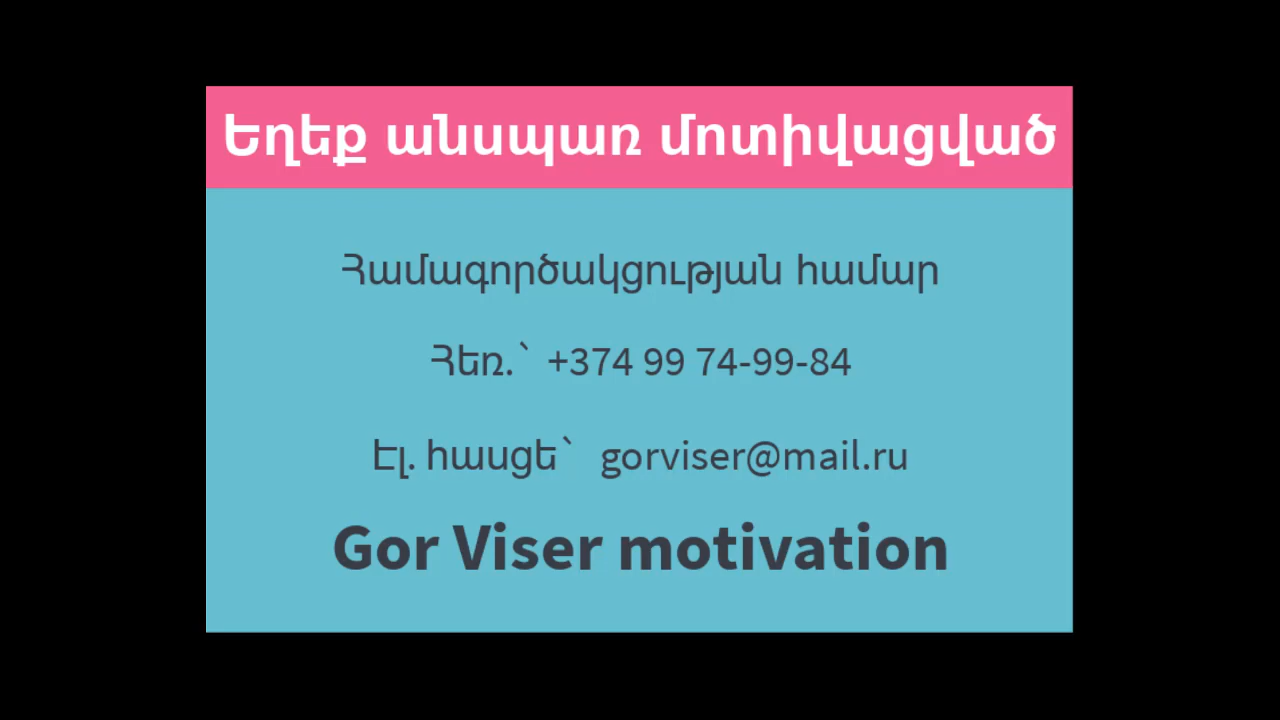 Եղեք անսպառ մոտիվացված
Համագործակցության համար
Հեռ.` +374 99 74-99-84
Էլ. հասցե` gorviser@mail.ru
Gor Viser motivation